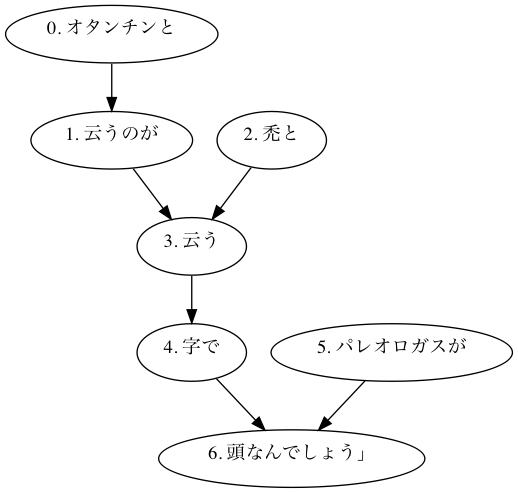 0. オタンチンと
1. 云うのが
2. 禿と
3. 云う
4. 字で
5. パレオロガスが
6. 頭なんでしょう」